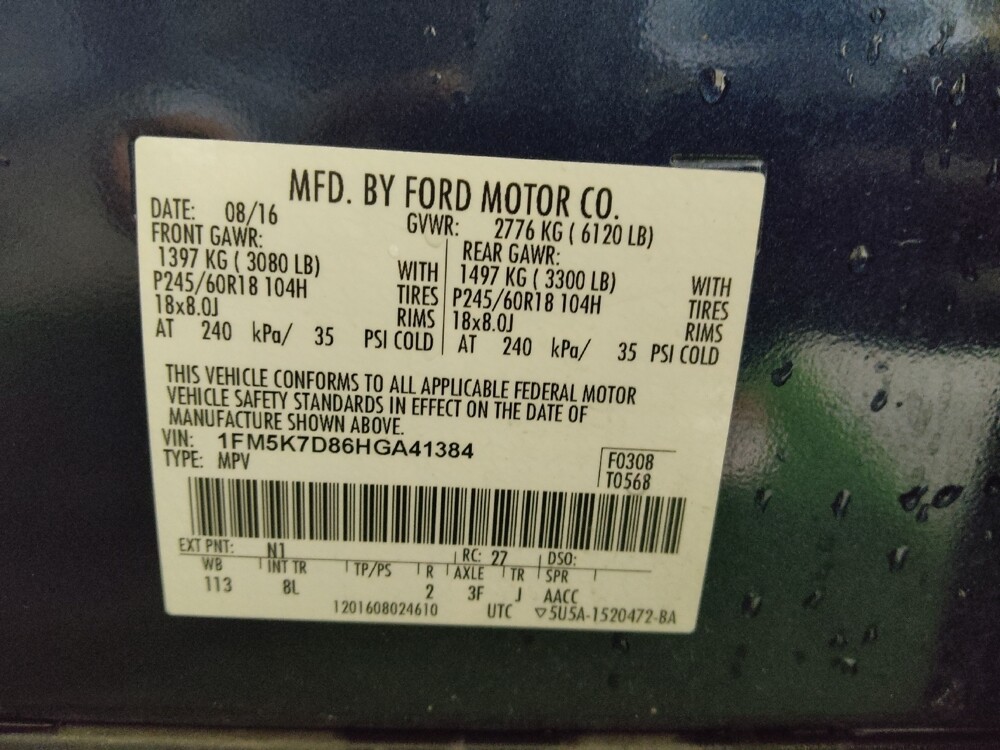 MFD. BY FORD MOTOR CO.
DATE: 08/16 GVWR: 2776 KG ( 6120 LB)
FRONT GAWR: REAR GAWR:
1397 KG ( 3080 LB) WITH 1497 KG ( 3300 LB) WITH
P245/60R18 104H TIRES P245/60R18 104H TIRES
18x8.0J RIMS 18x8.0J RIMS
AT 240 kPa/ 35 PSI COLD AT 240 kPa/ 35 PSI COLD
THIS VEHICLE CONFORMS TO ALL APPLICABLE FEDERAL MOTOR
VEHICLE SAFETY STANDARDS IN EFFECT ON THE DATE OF
MANUFACTURE SHOWN ABOVE.
VIN: 1FM5K7D86HGA41384
TYPE: MPV F0308
T0568
EXT PNT: N1 RC: 27 DSO:
WB INT TR TP/PS R AXLE TR SPR
113 8L 2 3F J AACC
1201608024610 UTC ▽5U5A-1520472-BA